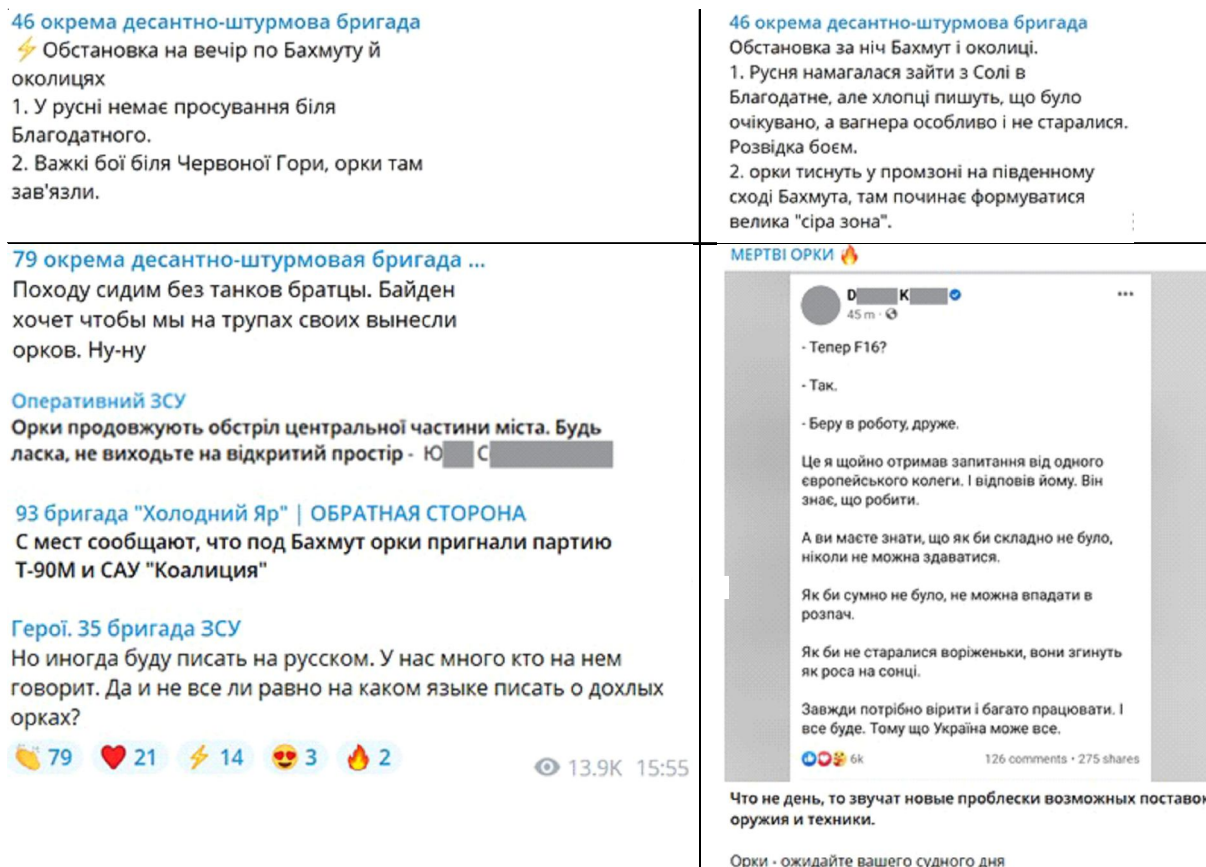 46 окрема десантно-штурмова бригада
⚡ Обстановка на вечір по Бахмуту й
околицях
1. У русні немає просування біля
Благодатного.
2. Важкі бої біля Червоної Гори, орки там
зав'язли.
46 окрема десантно-штурмова бригада
Обстановка за ніч Бахмут і околиці.
1. Русня намагалася зайти з Солі в
Благодатне, але хлопці пишуть, що було
очікувано, а вагнера особливо і не старалися.
Розвідка боєм.
2. орки тиснуть у промзоні на південному
сході Бахмута, там починає формуватися
велика "сіра зона".
79 окрема десантно-штурмовая бригада ...
Походу сидим без танков братцы. Байден
хочет чтобы мы на трупах своих вынесли
орков. Ну-ну
Оперативний ЗСУ
Орки продовжують обстріл центральної частини міста. Будь
ласка, не виходьте на відкритий простір - Ю С
93 бригада "Холодний Яр" | ОБРАТНАЯ СТОРОНА
С мест сообщают, что под Бахмут орки пригнали партию
Т-90М и САУ "Коалиция"
Герої. 35 бригада ЗСУ
Но иногда буду писать на русском. У нас много кто на нем
говорит. Да и не все ли равно на каком языке писать о дохлых
орках?
👏 79 ❤️ 21 ⚡ 14 😍 3 🔥 2
13.9K 15:55
МЕРТВІ ОРКИ 🔥
D K
45 m
- Тепер F16?
- Так.
- Беру в роботу, друже.
Це я щойно отримав запитання від одного
європейського колеги. І відповів йому. Він
знає, що робити.
А ви маєте знати, що як би складно не було,
ніколи не можна здаватися.
Як би сумно не було, не можна впадати в
розпач.
Як би не старалися воріженьки, вони згинуть
як роса на сонці.
Завжди потрібно вірити і багато працювати. І
все буде. Тому що Україна може все.
6k 126 comments • 275 shares
Что не день, то звучат новые проблески возможных поставок
оружия и техники.
Орки - ожидайте вашего судного дня